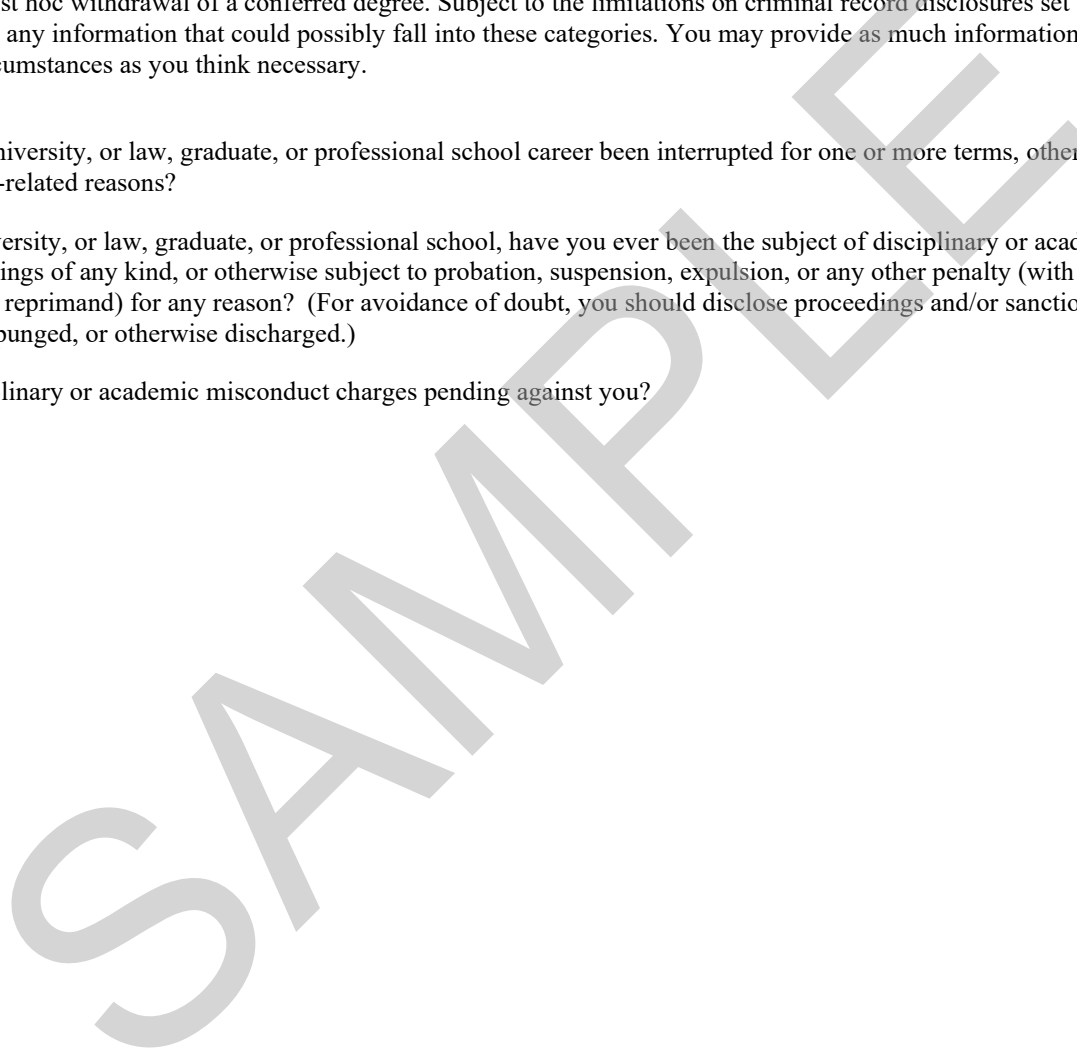 st hoc withdrawal of a conferred degree. Subject to the limitations on criminal record disclosures set
any information that could possibly fall into these categories. You may provide as much information
cumstances as you think necessary.
niversity, or law, graduate, or professional school career been interrupted for one or more terms, other
-related reasons?
versity, or law, graduate, or professional school, have you ever been the subject of disciplinary or acad
ings of any kind, or otherwise subject to probation, suspension, expulsion, or any other penalty (with
reprimand) for any reason? (For avoidance of doubt, you should disclose proceedings and/or sanctio
punged, or otherwise discharged.)
linary or academic misconduct charges pending against you?
SAMPLE